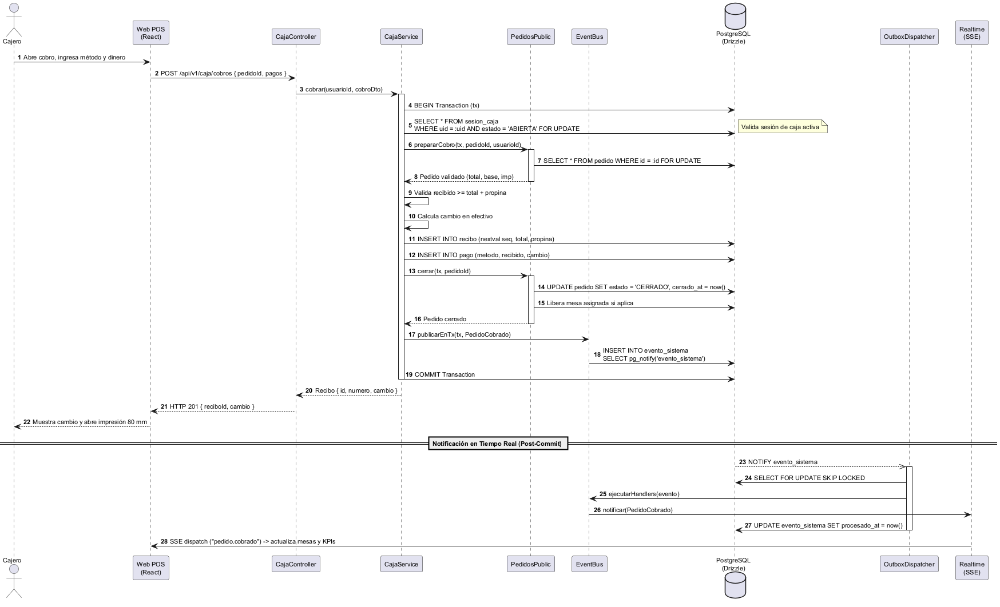 Cajero
Web POS
(React)
CajaController
CajaService
PedidosPublic
EventBus
PostgreSQL
(Drizzle)
OutboxDispatcher
Realtime
(SSE)
1 Abre cobro, ingresa método y dinero
2 POST /api/v1/caja/cobros { pedidoId, pagos }
3 cobrar(usuarioId, cobroDto)
4 BEGIN Transaction (tx)
5 SELECT * FROM sesion_caja
WHERE uid = :uid AND estado = 'ABIERTA' FOR UPDATE
Valida sesión de caja activa
6 prepararCobro(tx, pedidoId, usuarioId)
7 SELECT * FROM pedido WHERE id = :id FOR UPDATE
8 Pedido validado (total, base, imp)
9 Valida recibido >= total + propina
10 Calcula cambio en efectivo
11 INSERT INTO recibo (nextval seq, total, propina)
12 INSERT INTO pago (metodo, recibido, cambio)
13 cerrar(tx, pedidoId)
14 UPDATE pedido SET estado = 'CERRADO', cerrado_at = now()
15 Libera mesa asignada si aplica
16 Pedido cerrado
17 publicarEnTx(tx, PedidoCobrado)
18 INSERT INTO evento_sistema
SELECT pg_notify('evento_sistema')
19 COMMIT Transaction
20 Recibo { id, numero, cambio }
21 HTTP 201 { reciboId, cambio }
22 Muestra cambio y abre impresión 80 mm
Notificación en Tiempo Real (Post-Commit)
23 NOTIFY evento_sistema
24 SELECT FOR UPDATE SKIP LOCKED
25 ejecutarHandlers(evento)
26 notificar(PedidoCobrado)
27 UPDATE evento_sistema SET procesado_at = now()
28 SSE dispatch ("pedido.cobrado") -> actualiza mesas y KPIs
Cajero
Web POS
(React)
CajaController
CajaService
PedidosPublic
EventBus
PostgreSQL
(Drizzle)
OutboxDispatcher
Realtime
(SSE)